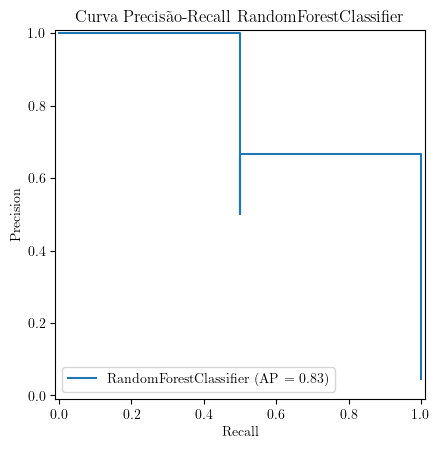 Curva Precisão-Recall RandomForestClassifier
1.0
0.8
0.6
0.4
0.2
0.0
Precision
RandomForestClassifier (AP = 0.83)
0.0 0.2 0.4 0.6 0.8 1.0
Recall